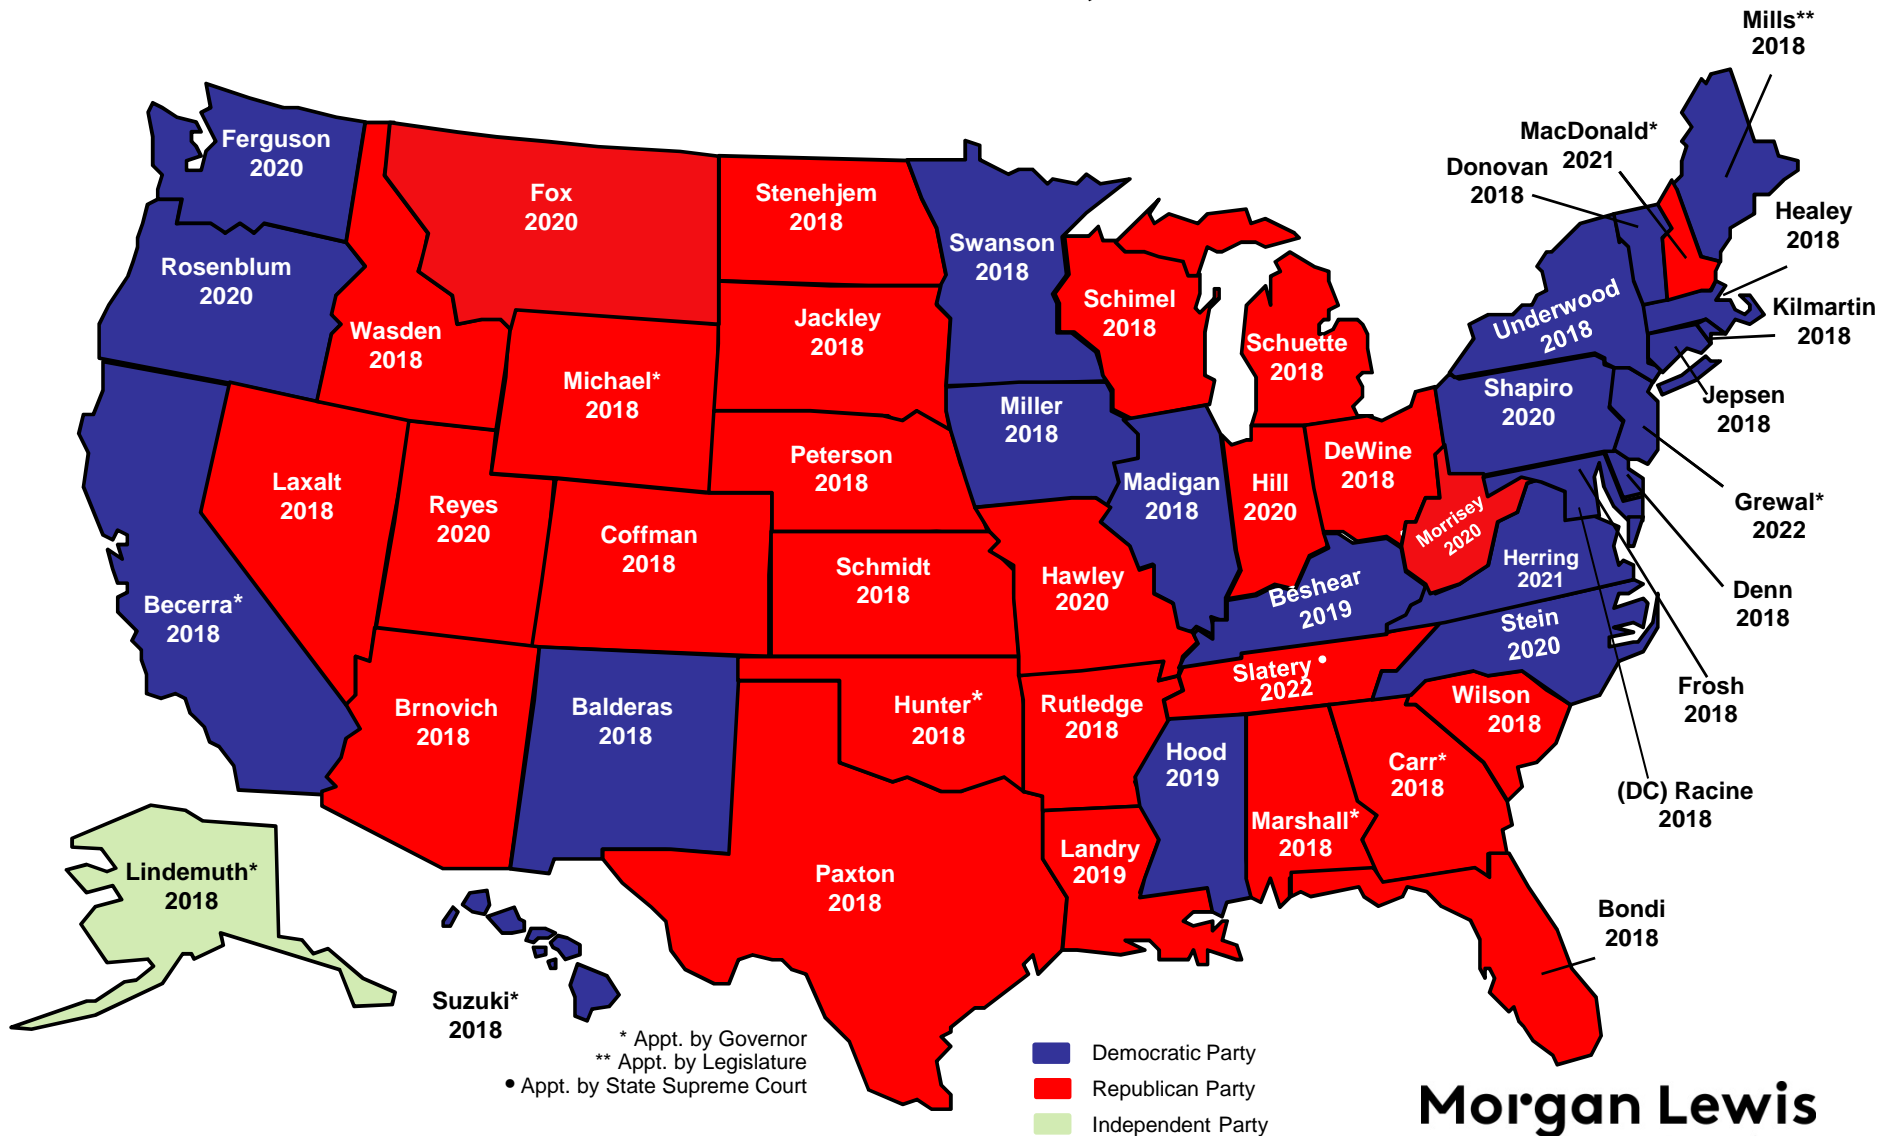 Mills**
2018
MacDonald*
2021
Donovan
2018
Healey
2018
Kilmartin
2018
Jepsen
2018
Grewal*
2022
Denn
2018
Frosh
2018
(DC) Racine
2018
Bondi
2018
Ferguson
2020
Rosenblum
2020
Wasden
2018
Fox
2020
Stenehjem
2018
Swanson
2018
Schimel
2018
Schuette
2018
Underwood
2018
Shapiro
2020
Jackley
2018
Michael*
2018
Miller
2018
Peterson
2018
Laxalt
2018
Reyes
2020
Coffman
2018
Schmidt
2018
Hawley
2020
Madigan
2018
Hill
2020
DeWine
2018
Morrisey
2020
Herring
2021
Beshear
2019
Stein
2020
Becerra*
2018
Brnovich
2018
Balderas
2018
Hunter*
2018
Rutledge
2018
Slatery •
2022
Wilson
2018
Hood
2019
Carr*
2018
Marshall*
2018
Landry
2019
Paxton
2018
Lindemuth*
2018
Suzuki*
2018
* Appt. by Governor
** Appt. by Legislature
• Appt. by State Supreme Court
Democratic Party
Republican Party
Independent Party
Morgan Lewis